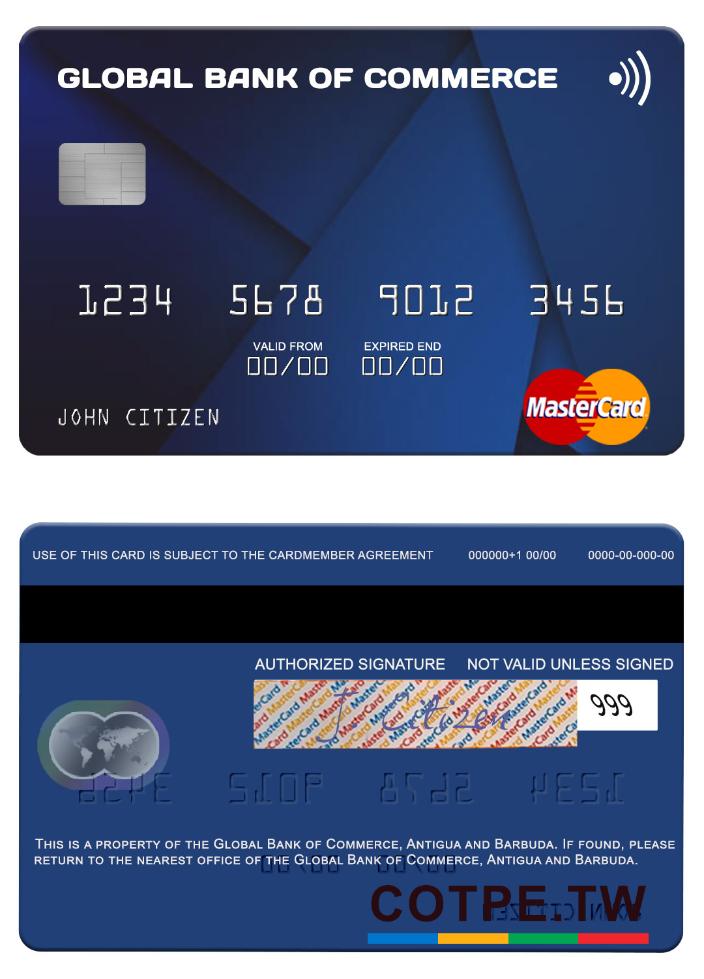 GLOBAL BANK OF COMMERCE
1234 5678 9012 3456
VALID FROM EXPIRED END
00/00 00/00
JOHN CITIZEN
MasterCard
USE OF THIS CARD IS SUBJECT TO THE CARDMEMBER AGREEMENT 000000+1 00/00 0000-00-000-00
AUTHORIZED SIGNATURE NOT VALID UNLESS SIGNED
J Citizen 999
THIS IS A PROPERTY OF THE GLOBAL BANK OF COMMERCE, ANTIGUA AND BARBUDA. IF FOUND, PLEASE
RETURN TO THE NEAREST OFFICE OF THE GLOBAL BANK OF COMMERCE, ANTIGUA AND BARBUDA.
COTPE.TW